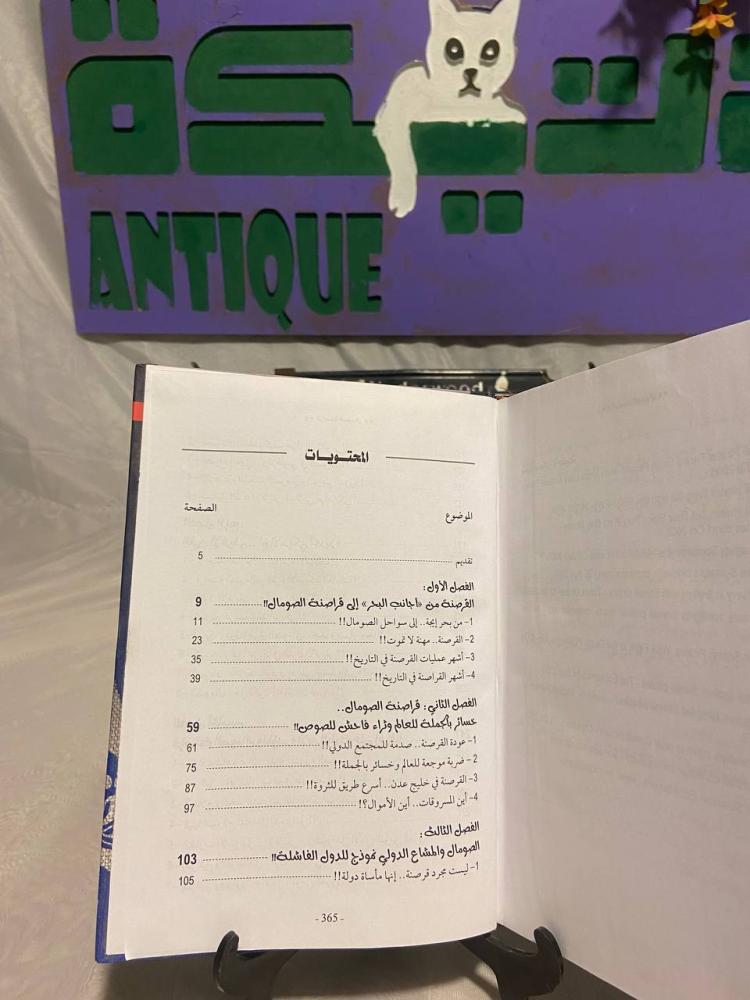 نتيكة
ANTIQUE
المحتويات
الموضوع الصفحة
تقديم 5
الفصل الأول:
القرصنة من «أجانب البحر» إلى قراصنة الصومال!! 9
1- من بحر إيجة.. إلى سواحل الصومال!! 11
2- القرصنة.. مهنة لا تموت!! 23
3- أشهر عمليات القرصنة في التاريخ!! 35
4- أشهر القراصنة في التاريخ!! 39
الفصل الثاني: قراصنة الصومال..
خسائر بالجملة للعالم وثراء فاحش للصوص!! 59
1- عودة القرصنة.. صدمة للمجتمع الدولي!! 61
2- ضربة موجعة للعالم وخسائر بالجملة!! 75
3- القرصنة في خليج عدن.. أسرع طريق للثروة!! 87
4- أين المسروقات.. أين الأموال؟! 97
الفصل الثالث:
الصومال والمشاع الدولي نموذج للدول الفاشلة!! 103
1- ليست مجرد قرصنة.. إنها مأساة دولة!! 105
- 365 -